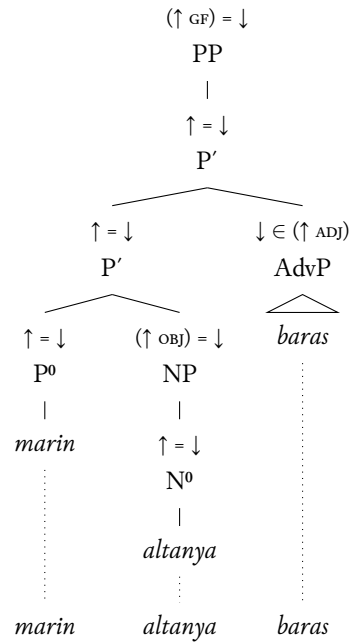 (↑ GF) = ↓
PP
↑ = ↓
P′
↑ = ↓ ↓ ∈ (↑ ADJ)
P′ AdvP
↑ = ↓ (↑ OBJ) = ↓ baras
P⁰ NP
marin ↑ = ↓
N⁰
altanya
marin altanya baras